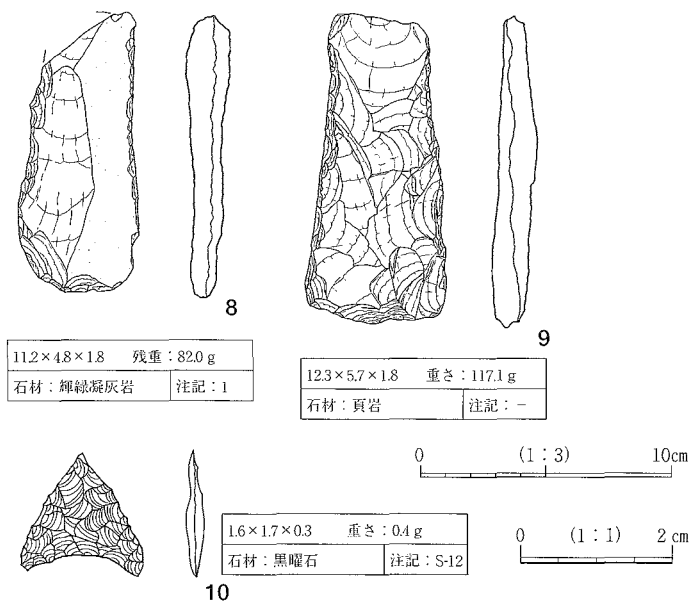 8
11.2×4.8×1.8 残重：82.0 g
石材：輝緑凝灰岩 注記：1
9
12.3×5.7×1.8 重さ：117.1 g
石材：頁岩 注記：−
0 (1：3) 10cm
10
1.6×1.7×0.3 重さ：0.4 g
石材：黒曜石 注記：S-12
0 (1：1) 2 cm